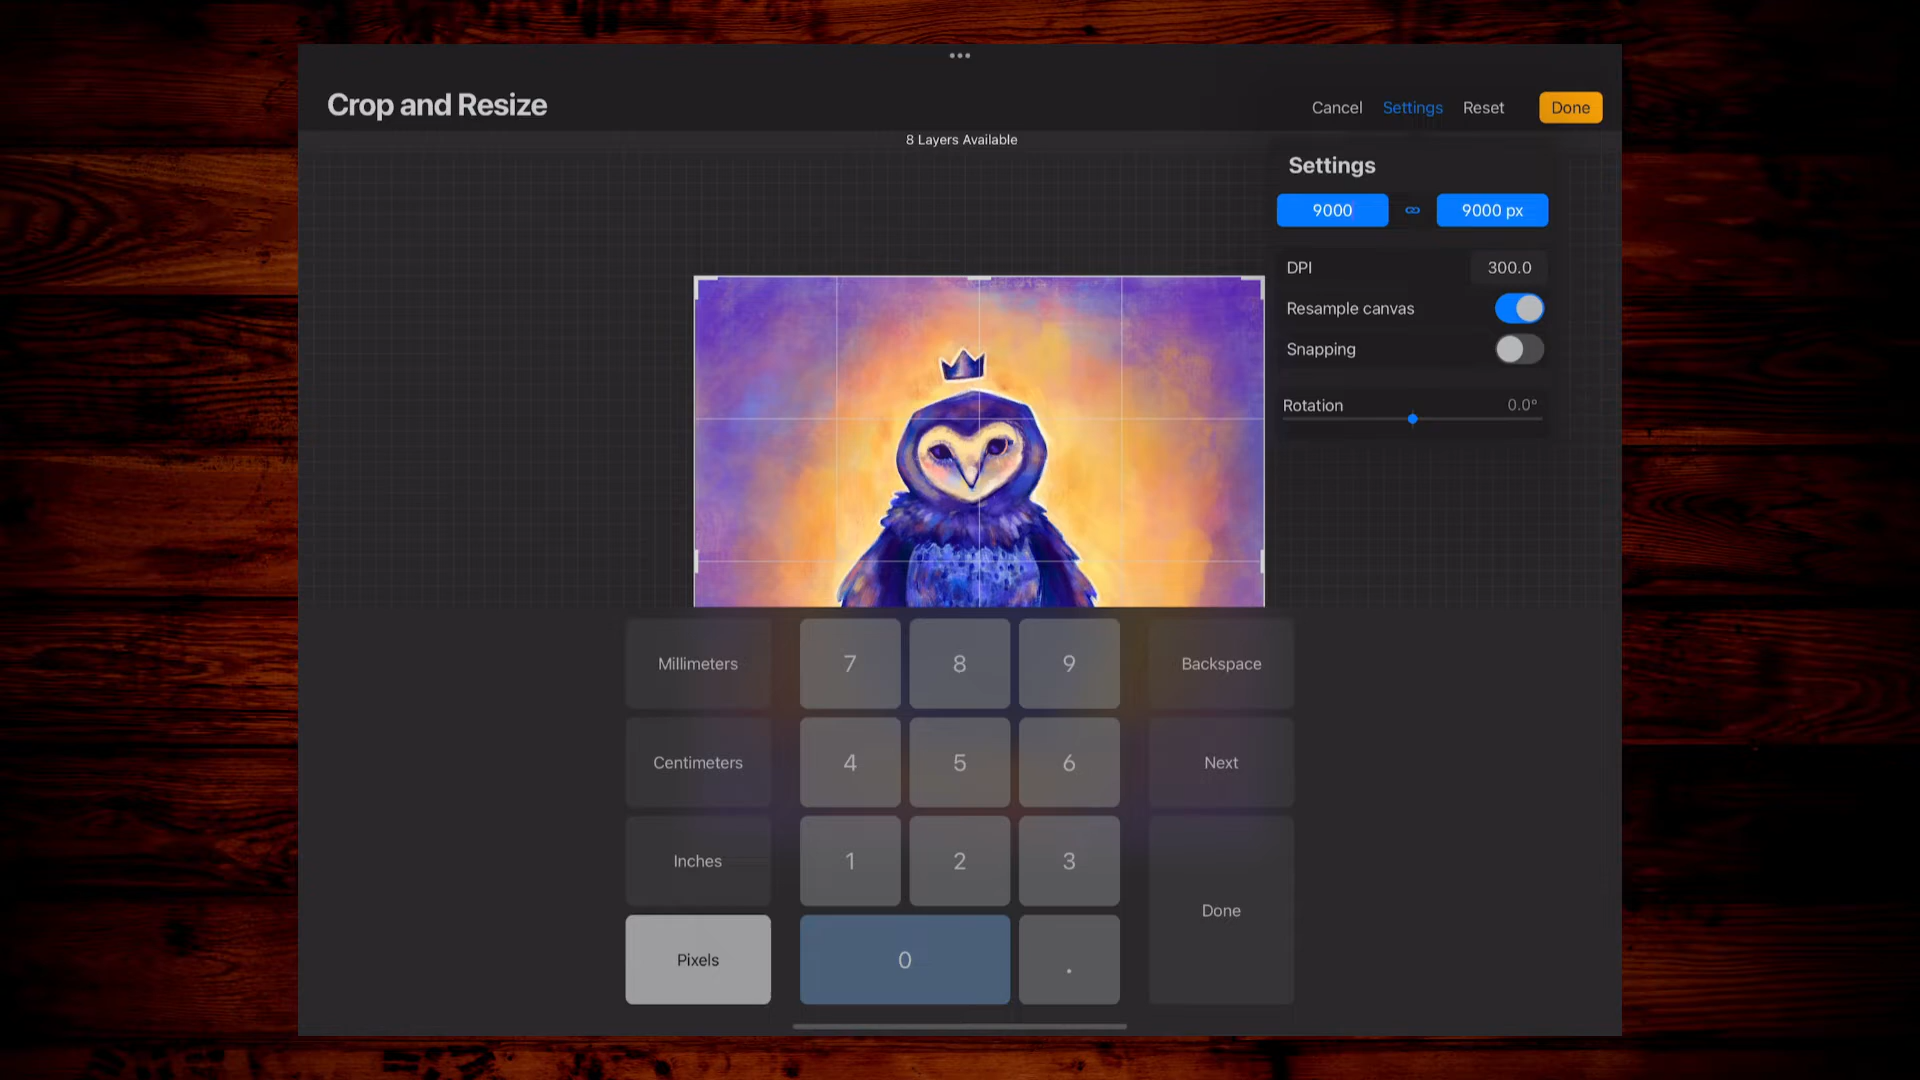 Crop and Resize
Cancel Settings Reset Done
8 Layers Available
Settings
9000 9000 px
DPI 300.0
Resample canvas
Snapping
Rotation 0.0°
Millimeters 7 8 9 Backspace
Centimeters 4 5 6 Next
Inches 1 2 3
Done
Pixels 0 .